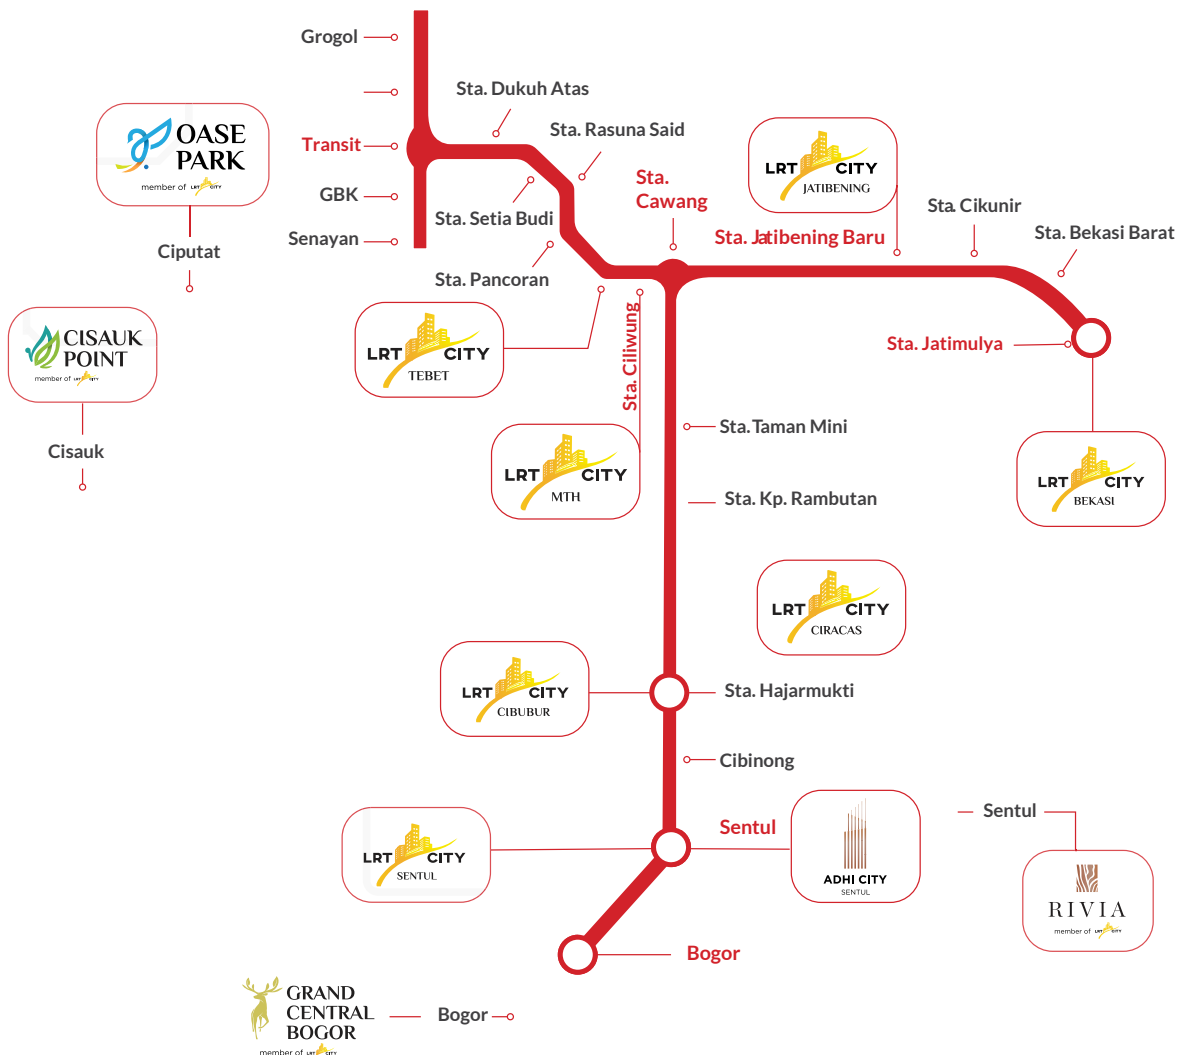 Grogol
Sta. Dukuh Atas
OASE
PARK
member of LRT CITY
Transit
Sta. Rasuna Said
LRT CITY
JATIBENING
GBK
Sta. Cawang
Sta. Setia Budi
Senayan
Ciputat
Sta. Jatibening Baru
Sta. Cikunir
Sta. Bekasi Barat
Sta. Pancoran
CISAUK
POINT
member of LRT CITY
LRT CITY
TEBET
Sta. Ciliwung
Sta. Jatimulya
Cisauk
Sta. Taman Mini
LRT CITY
MTH
LRT CITY
BEKASI
Sta. Kp. Rambutan
LRT CITY
CIRACAS
LRT CITY
CIBUBUR
Sta. Hajarmukti
Cibinong
Sentul
Sentul
LRT CITY
SENTUL
ADHI CITY
SENTUL
RIVIA
member of LRT CITY
Bogor
GRAND
CENTRAL
BOGOR
member of LRT CITY
Bogor